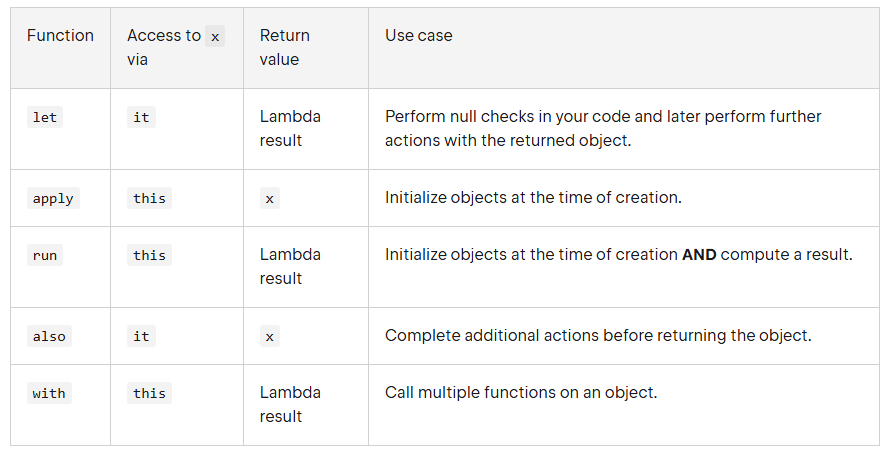 Function
Access to x
via
Return
value
Use case
let
it
Lambda
result
Perform null checks in your code and later perform further
actions with the returned object.
apply
this
x
Initialize objects at the time of creation.
run
this
Lambda
result
Initialize objects at the time of creation AND compute a result.
also
it
x
Complete additional actions before returning the object.
with
this
Lambda
result
Call multiple functions on an object.